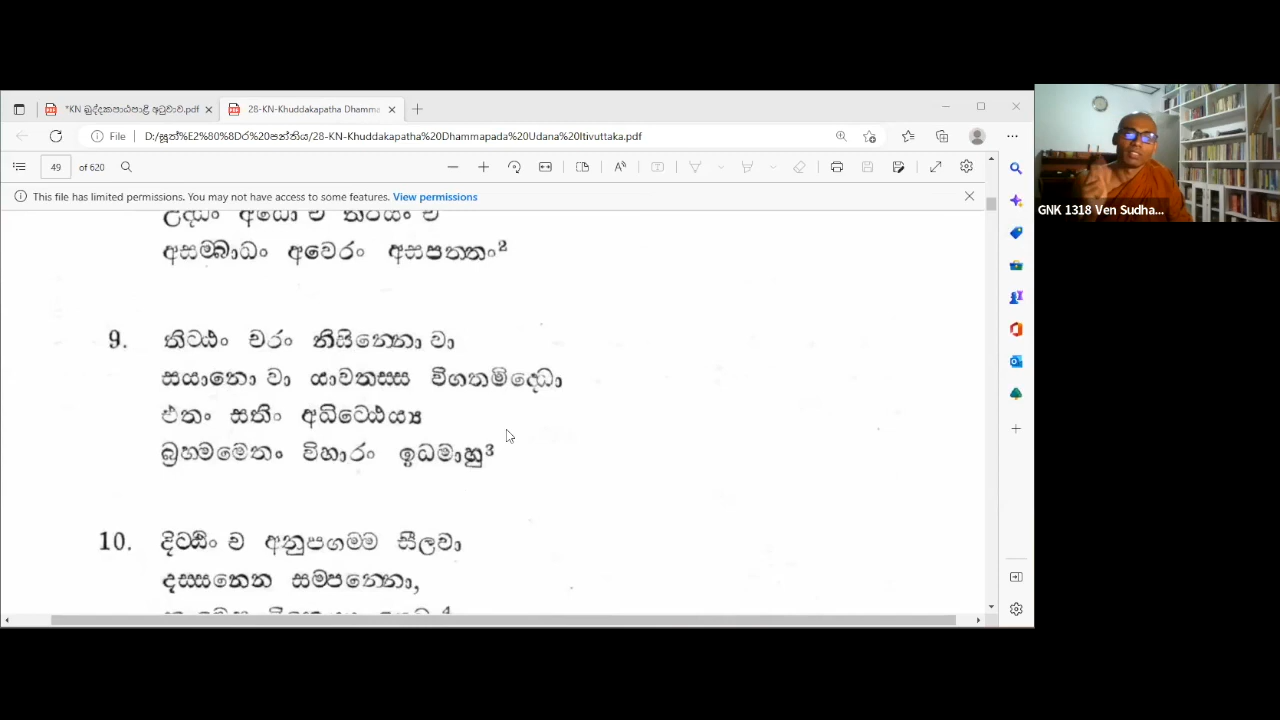 *KN ඛුද්දකපාඨපාළි අටුවාව.pdf
28-KN-Khuddakapatha Dhamma
File D:/සූත්%E2%80%8Dර%20පන්තිය/28-KN-Khuddakapatha%20Dhammapada%20Udana%20Itivuttaka.pdf
49 of 620
This file has limited permissions. You may not have access to some features. View permissions
GNK 1318 Ven Sudha...
උද්ධං අධො ච තිරියං ච
අසම්බාධං අවෙරං අසපත්තං²
9. තිට්ඨං චරං නිසින්නො වා
සයානො වා යාවතස්ස විගතමිද්ධො
එතං සතිං අධිට්ඨෙය්‍ය
බ්‍රහ්මමෙතං විහාරං ඉධමාහු³
10. දිට්ඨිං ච අනුපගම්ම සීලවා
දස්සනෙන සම්පන්නො,